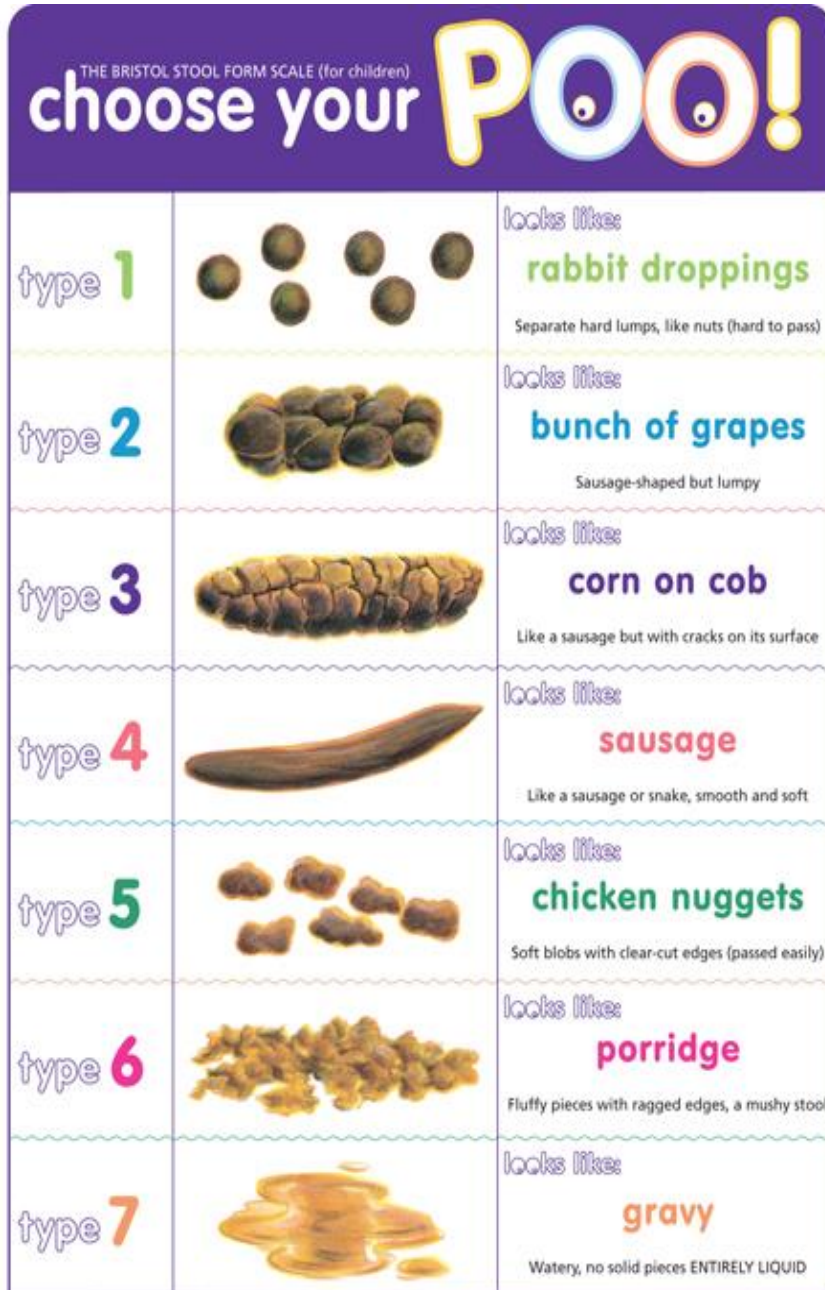 THE BRISTOL STOOL FORM SCALE (for children)
choose your POO!
type 1
looks like:
rabbit droppings
Separate hard lumps, like nuts (hard to pass)
type 2
looks like:
bunch of grapes
Sausage-shaped but lumpy
type 3
looks like:
corn on cob
Like a sausage but with cracks on its surface
type 4
looks like:
sausage
Like a sausage or snake, smooth and soft
type 5
looks like:
chicken nuggets
Soft blobs with clear-cut edges (passed easily)
type 6
looks like:
porridge
Fluffy pieces with ragged edges, a mushy stool
type 7
looks like:
gravy
Watery, no solid pieces ENTIRELY LIQUID